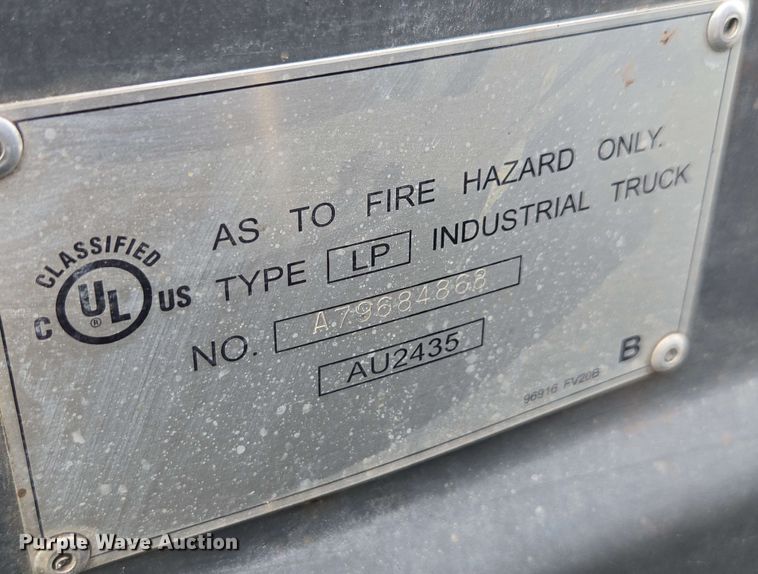 CLASSIFIED
C UL US
®
AS TO FIRE HAZARD ONLY.
TYPE LP INDUSTRIAL TRUCK
NO. A79684868
AU2435
B
96916 FV20B
Purple Wave Auction